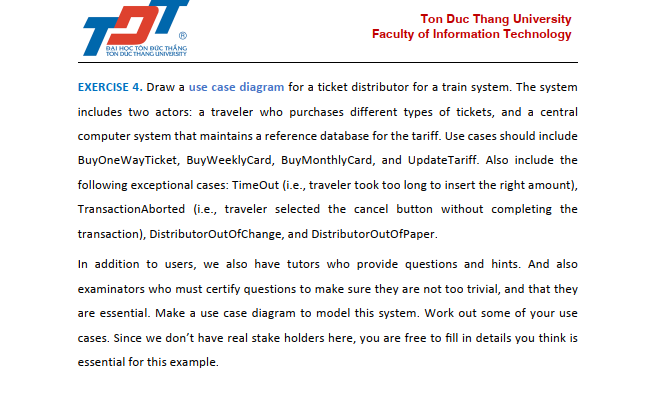 TDT
®
ĐẠI HỌC TÔN ĐỨC THẮNG
TON DUC THANG UNIVERSITY
Ton Duc Thang University
Faculty of Information Technology
EXERCISE 4. Draw a use case diagram for a ticket distributor for a train system. The system
includes two actors: a traveler who purchases different types of tickets, and a central
computer system that maintains a reference database for the tariff. Use cases should include
BuyOneWayTicket, BuyWeeklyCard, BuyMonthlyCard, and UpdateTariff. Also include the
following exceptional cases: TimeOut (i.e., traveler took too long to insert the right amount),
TransactionAborted (i.e., traveler selected the cancel button without completing the
transaction), DistributorOutOfChange, and DistributorOutOfPaper.
In addition to users, we also have tutors who provide questions and hints. And also
examinators who must certify questions to make sure they are not too trivial, and that they
are essential. Make a use case diagram to model this system. Work out some of your use
cases. Since we don’t have real stake holders here, you are free to fill in details you think is
essential for this example.